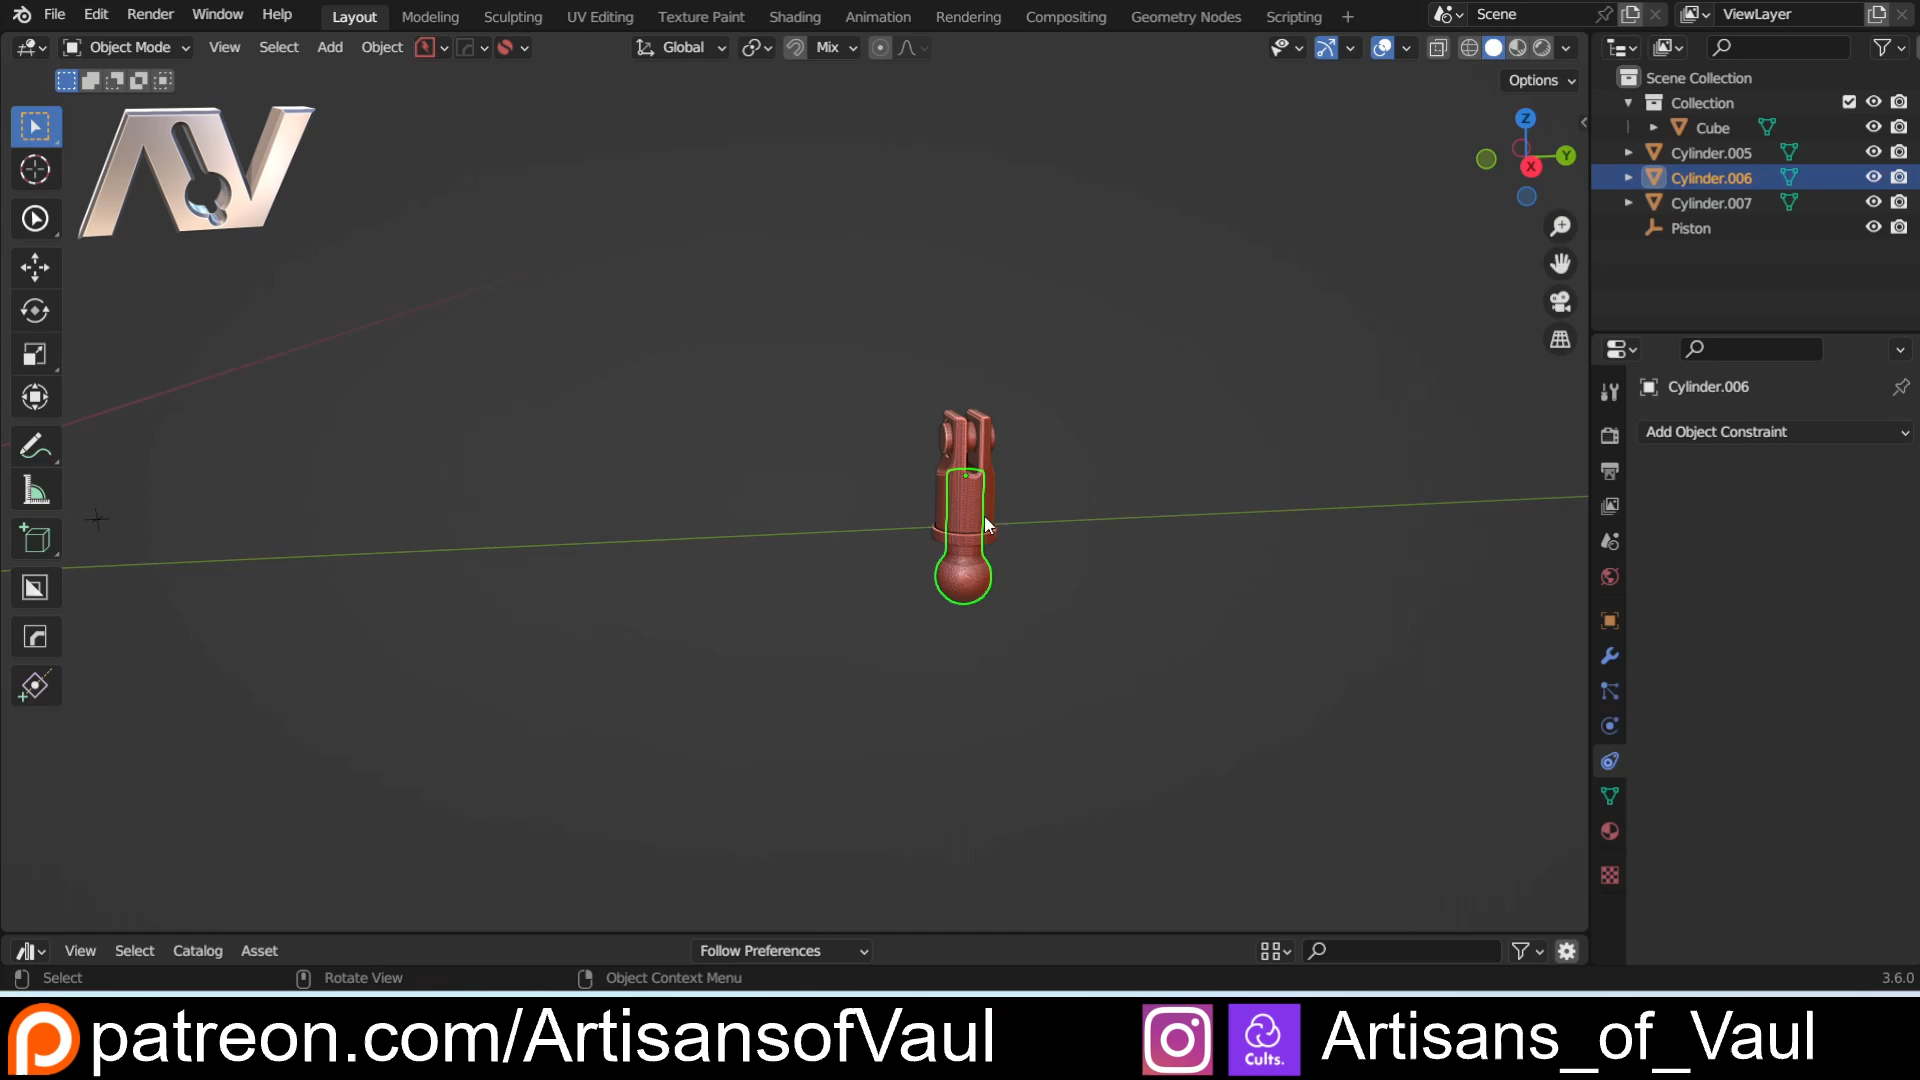 File Edit Render Window Help Layout Modeling Sculpting UV Editing Texture Paint Shading Animation Rendering Compositing Geometry Nodes Scripting + Scene ViewLayer
Object Mode View Select Add Object Global Mix
Options
Scene Collection
Collection
Cube
Cylinder.005
Cylinder.006
Cylinder.007
Piston
Z
Y
X
Cylinder.006
Add Object Constraint
View Select Catalog Asset Follow Preferences
Select Rotate View Object Context Menu 3.6.0
patreon.com/ArtisansofVaul Cults. Artisans_of_Vaul